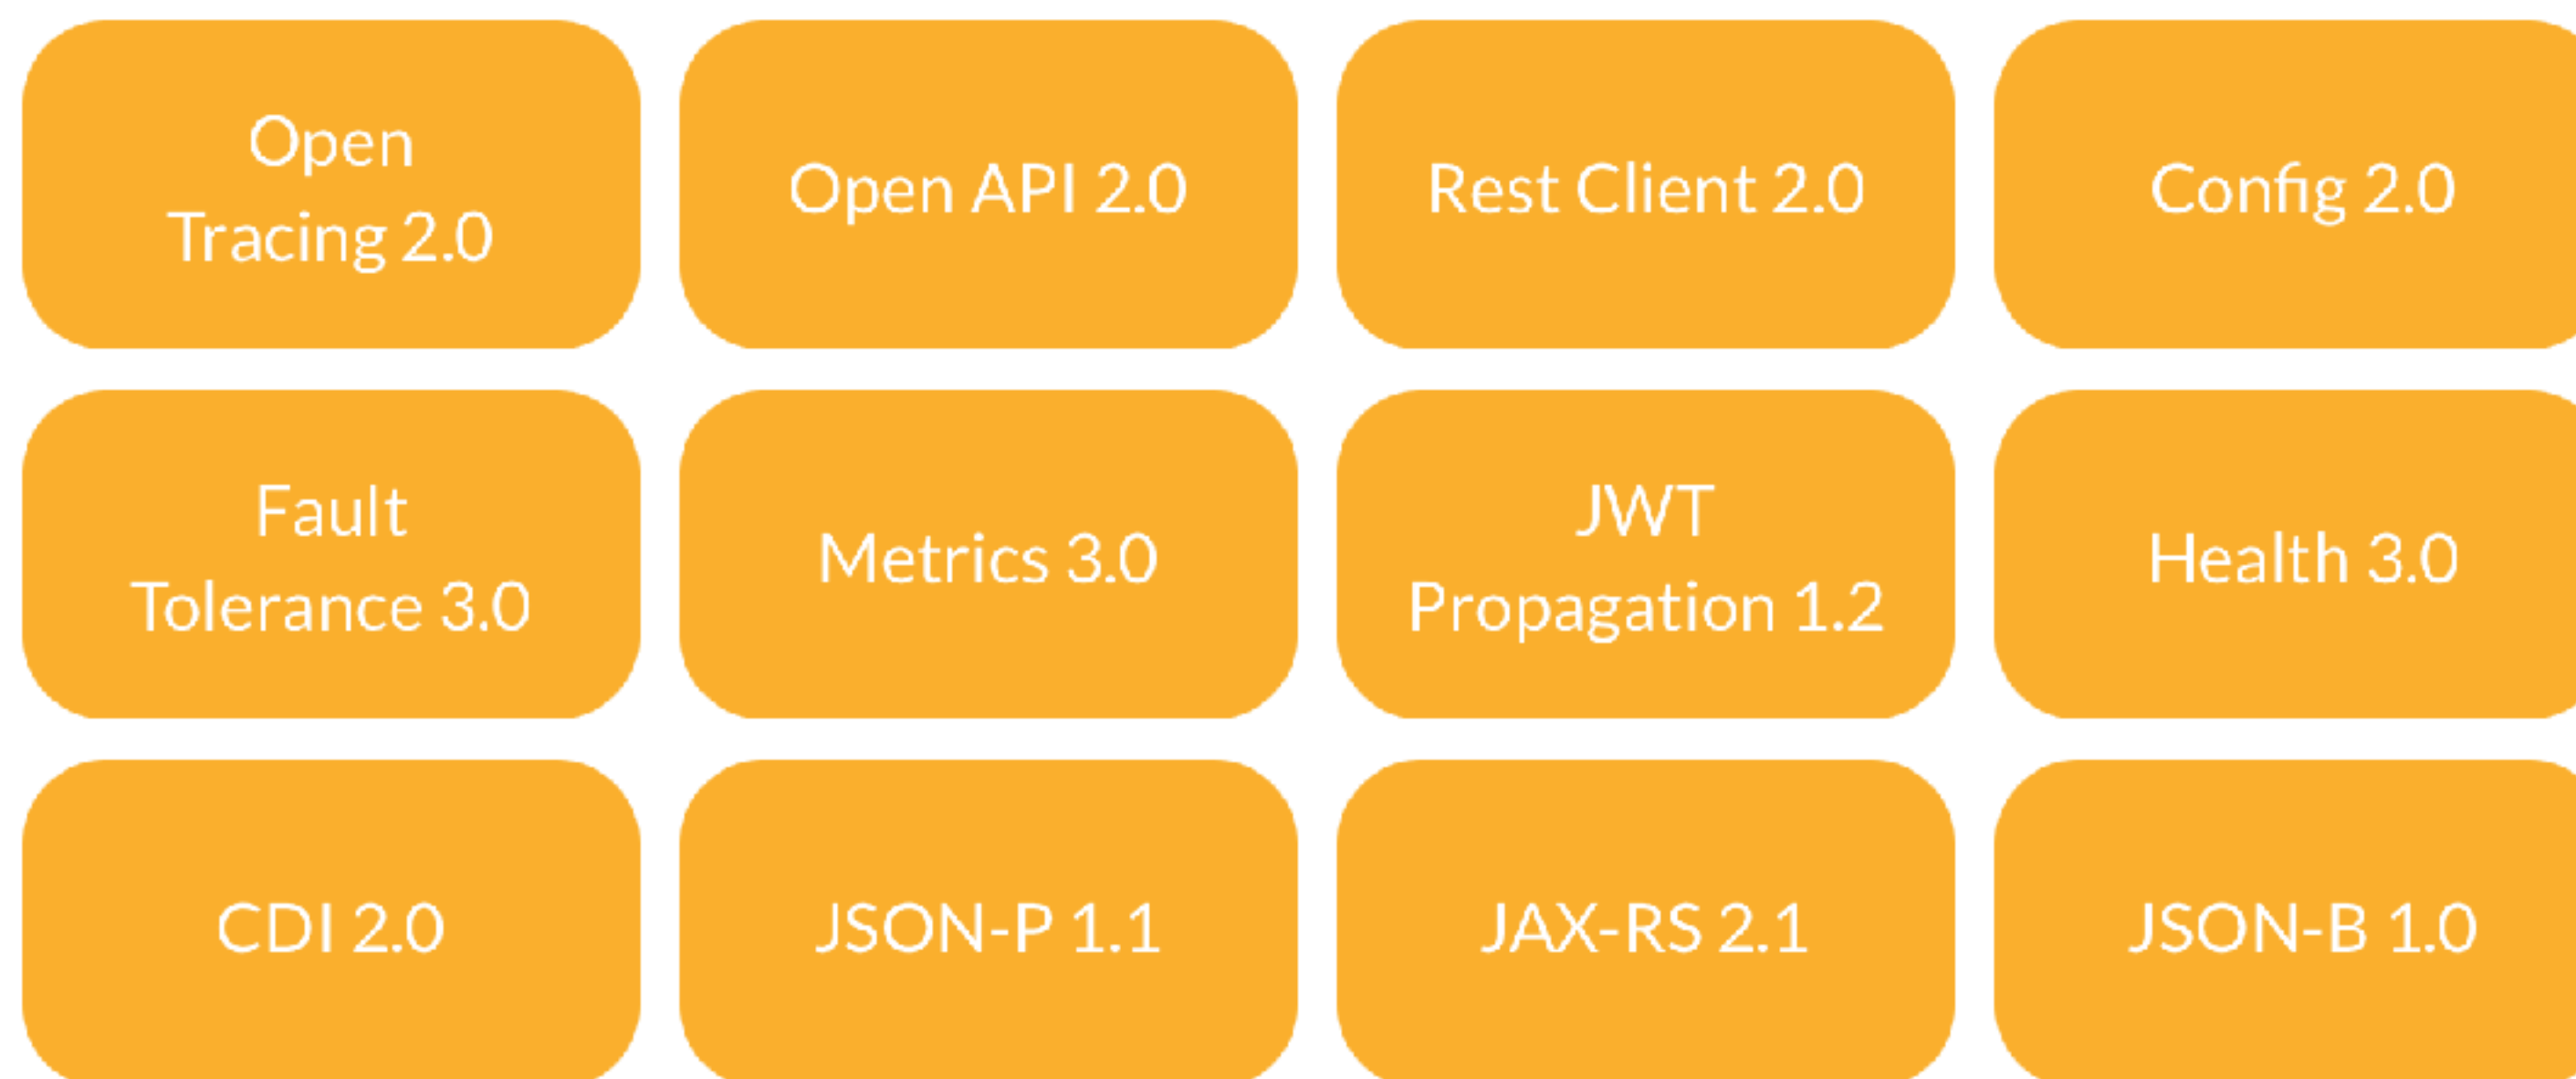 Open
Tracing 2.0
Open API 2.0
Rest Client 2.0
Config 2.0
Fault
Tolerance 3.0
Metrics 3.0
JWT
Propagation 1.2
Health 3.0
CDI 2.0
JSON-P 1.1
JAX-RS 2.1
JSON-B 1.0